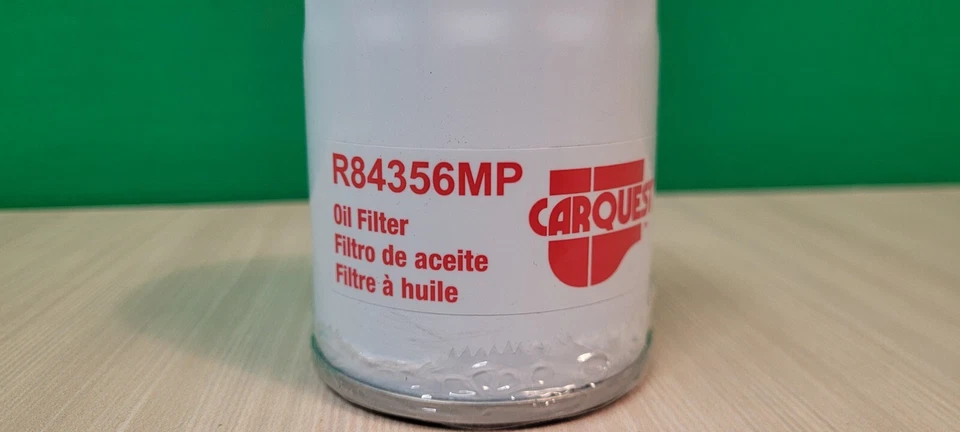 R84356MP
CARQUEST
Oil Filter
Filtro de aceite
Filtre à huile